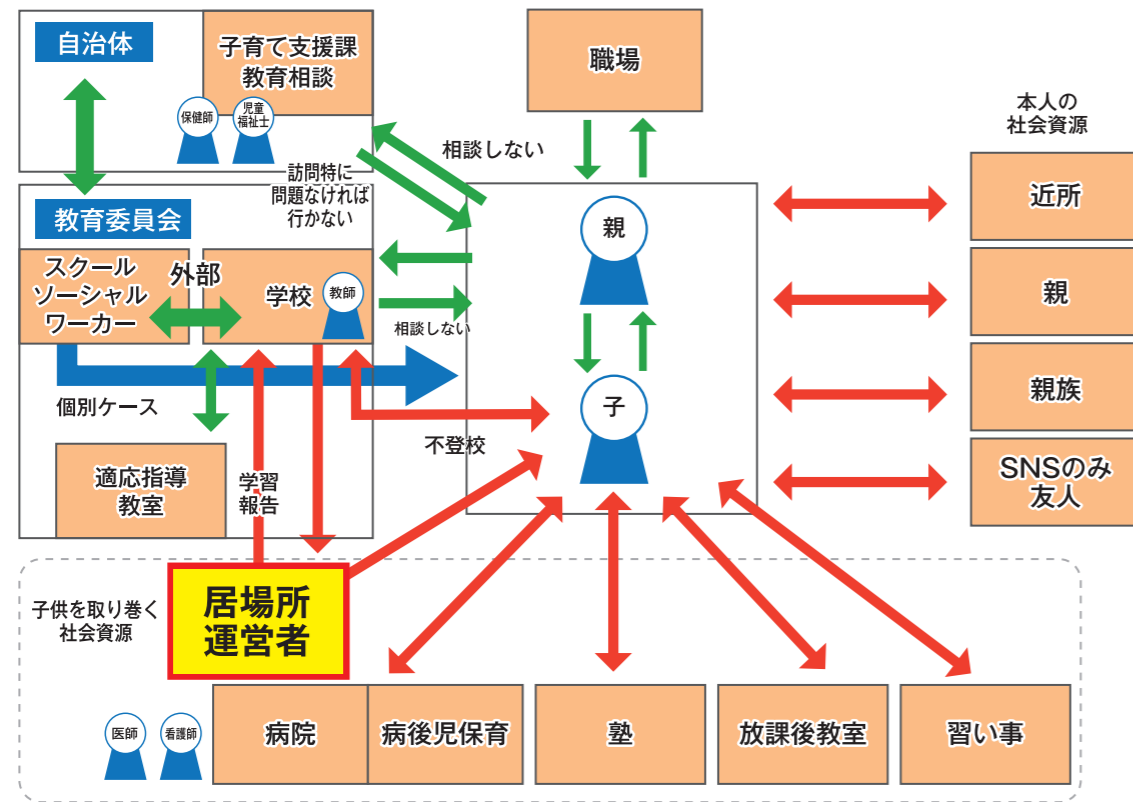 自治体
子育て支援課
教育相談
保健師
児童
福祉士
職場
本人の
社会資源
相談しない
訪問特に
問題なければ
行かない
近所
親
教育委員会
スクール
ソーシャル
ワーカー
外部
学校
教師
相談しない
親
親族
子
個別ケース
不登校
SNSのみ
友人
適応指導
教室
学習
報告
子供を取り巻く
社会資源
居場所
運営者
医師
看護師
病院
病後児保育
塾
放課後教室
習い事